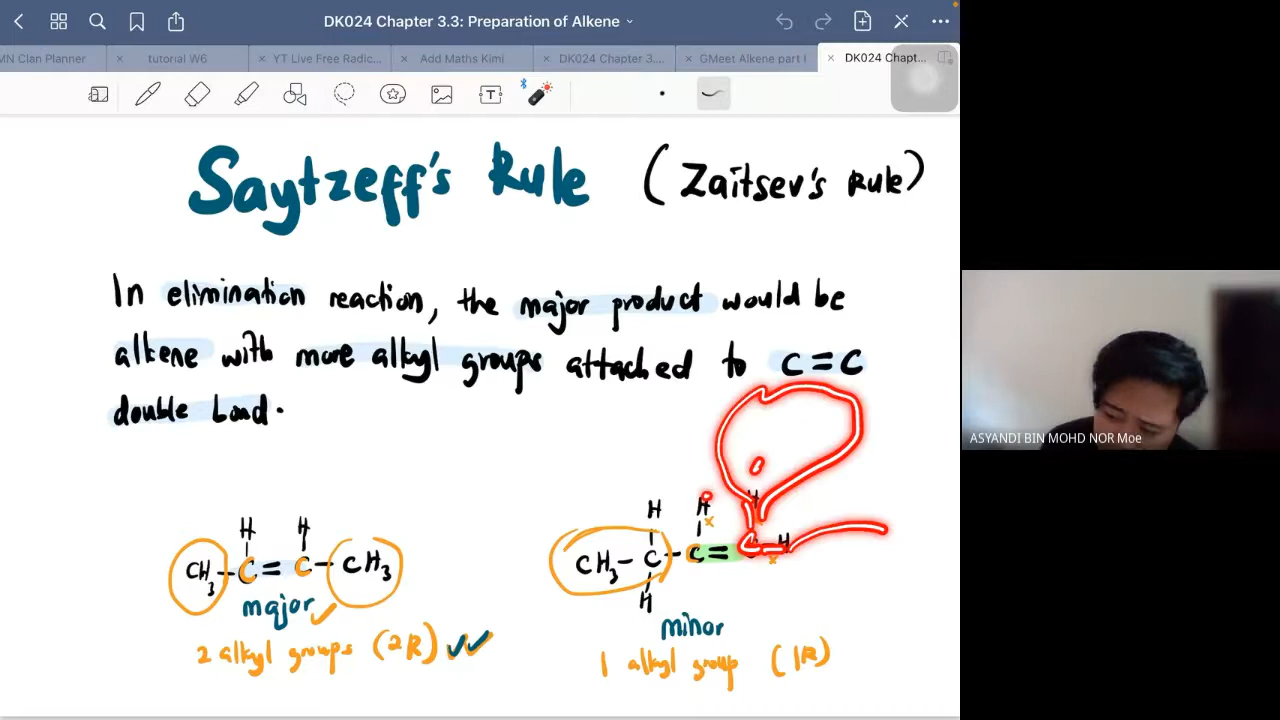 DK024 Chapter 3.3: Preparation of Alkene
MN Clan Planner
tutorial W6
YT Live Free Radic...
Add Maths Kimi
DK024 Chapter 3....
GMeet Alkene part I
DK024 Chapt...
Saytzeff's Rule (Zaitsev's Rule)
In elimination reaction, the major product would be
alkene with more alkyl groups attached to C=C
double bond.
H H
CH3-C=C-CH3
major
2 alkyl groups (2R)
H H H
CH3-C-C=C-H
H
minor
1 alkyl group (1R)
ASYANDI BIN MOHD NOR Moe